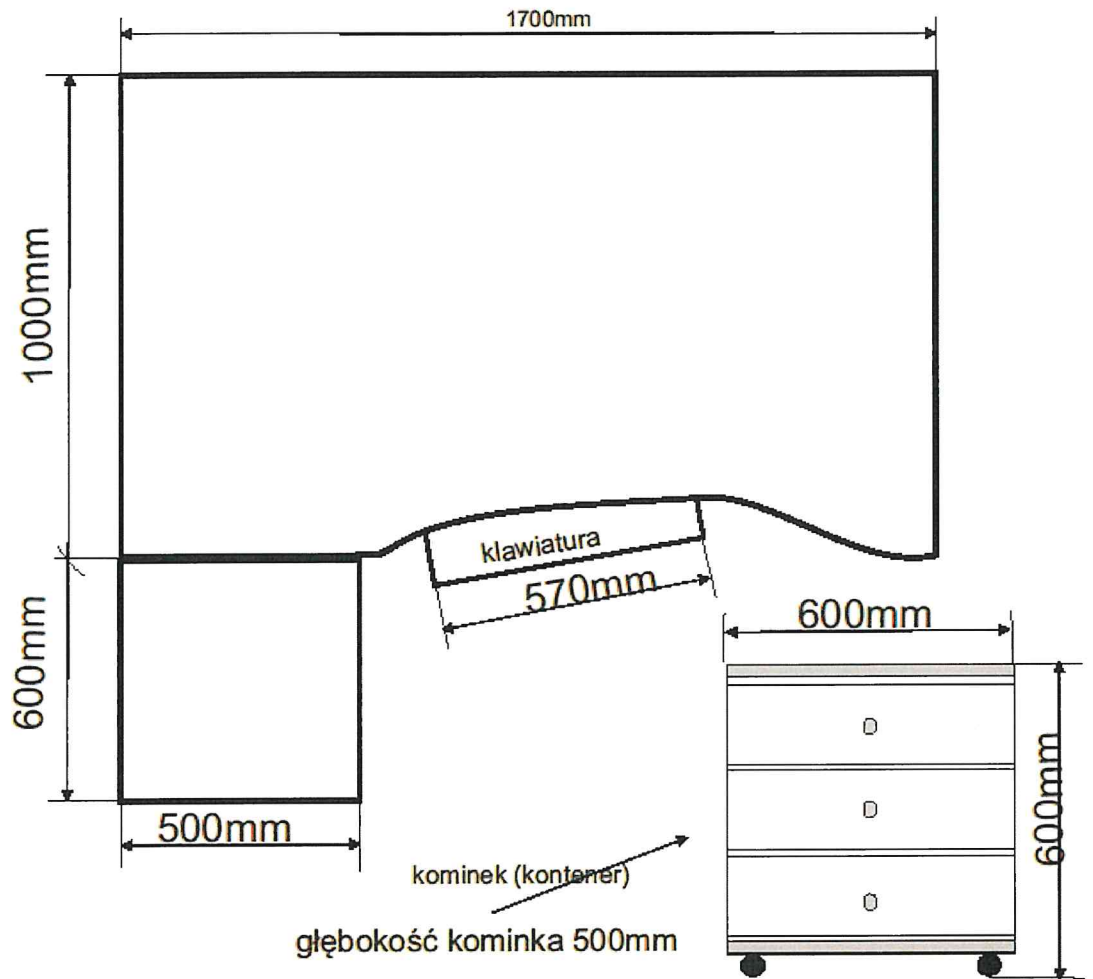 1700mm
1000mm
klawiatura
570mm
600mm
600mm
600mm
500mm
kominek (kontener)
głębokość kominka 500mm